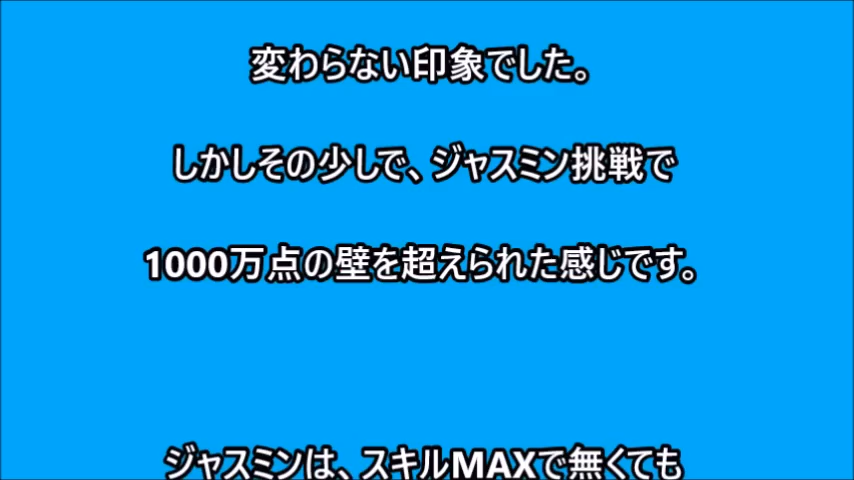 変わらない印象でした。
しかしその少しで、ジャスミン挑戦で
1000万点の壁を超えられた感じです。
ジャスミンは、スキルMAXで無くても